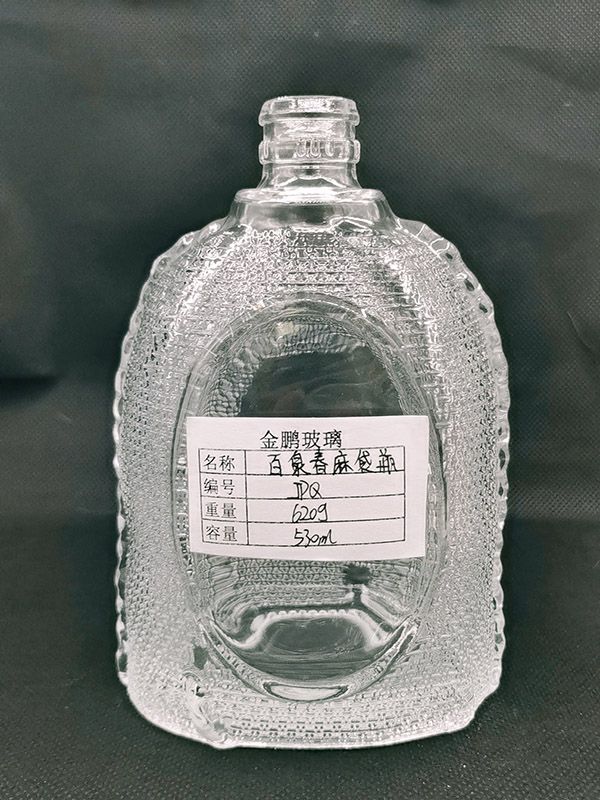 金鹏玻璃
名称 百泉春麻袋瓶
编号 JPQ
重量 620g
容量 530ml